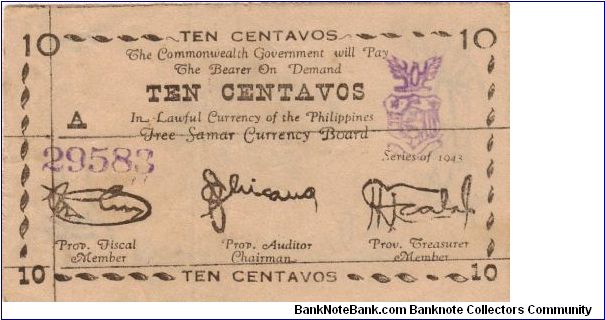 10 TEN CENTAVOS 10
The Commonwealth Government will Pay
The Bearer On Demand
TEN CENTAVOS
A
In Lawful Currency of the Philippines
Free Samar Currency Board
29583
Series of 1943
Prov. Fiscal Prov. Auditor Prov. Treasurer
Member Chairman Member
10 TEN CENTAVOS 10
BankNoteBank.com Banknote Collectors Community